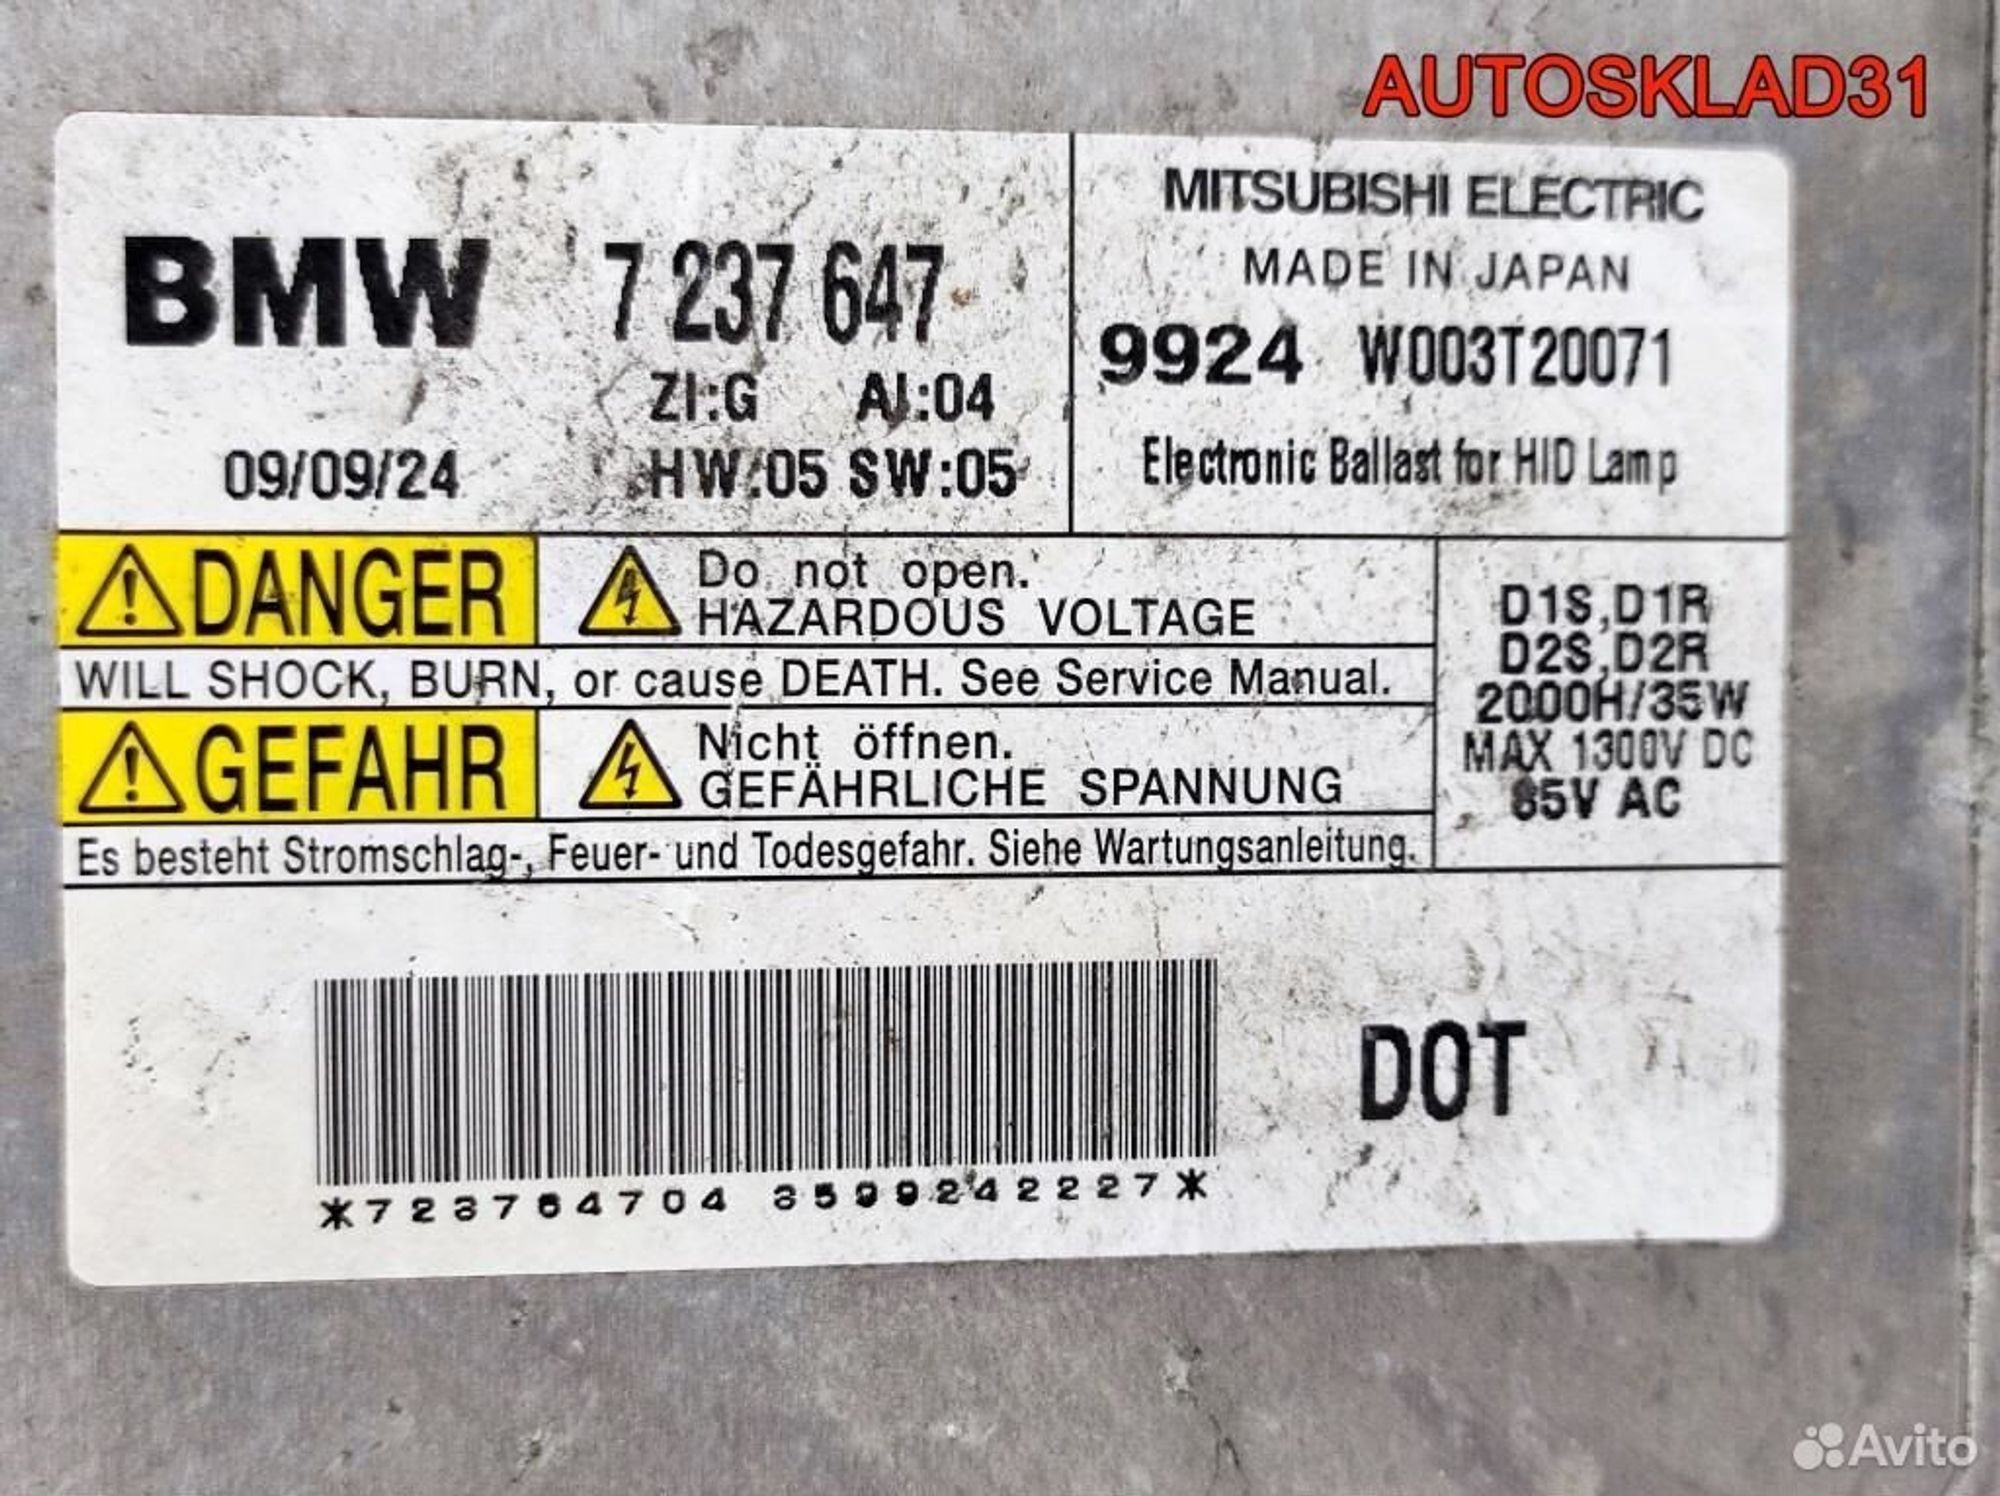 AUTOSKLAD31
BMW 7 237 647
ZI:G AI:04
09/09/24 HW:05 SW:05
MITSUBISHI ELECTRIC
MADE IN JAPAN
9924 W003T20071
Electronic Ballast for HID Lamp
DANGER
Do not open.
HAZARDOUS VOLTAGE
WILL SHOCK, BURN, or cause DEATH. See Service Manual.
GEFAHR
Nicht öffnen.
GEFÄHRLICHE SPANNUNG
Es besteht Stromschlag-, Feuer- und Todesgefahr. Siehe Wartungsanleitung.
D1S,D1R
D2S,D2R
2000H/35W
MAX 1300V DC
85V AC
*723764704 3599242227*
DOT
Avito